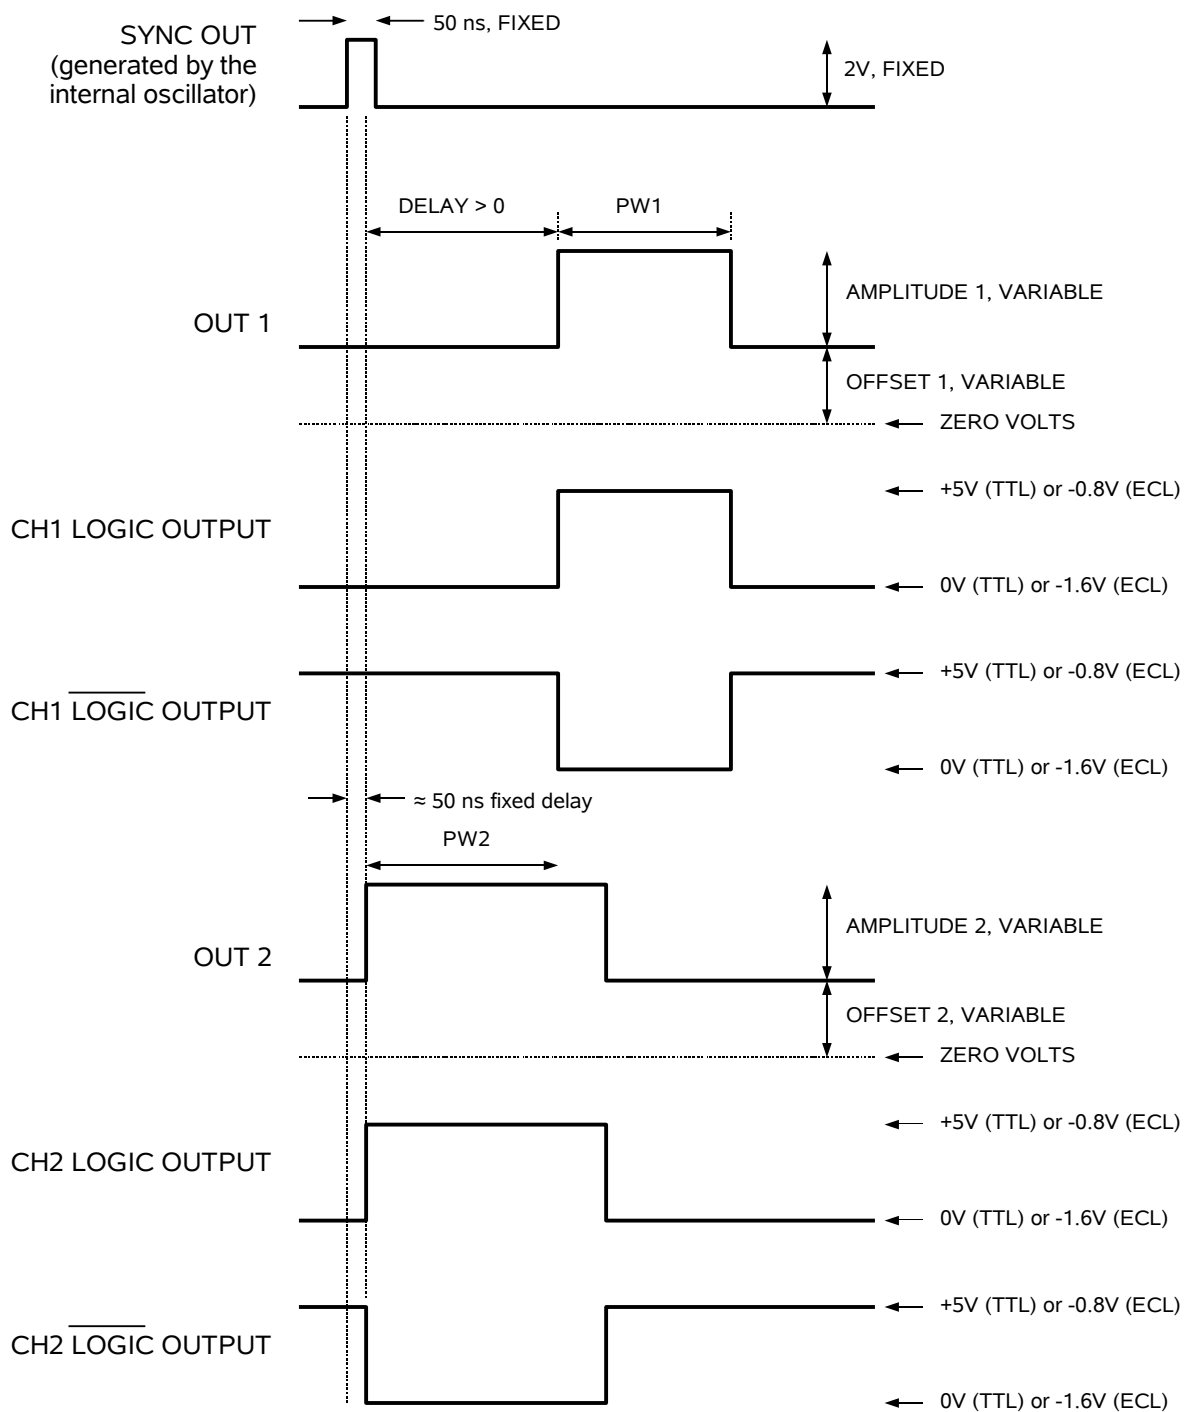 50 ns, FIXED
SYNC OUT
(generated by the
internal oscillator)
2V, FIXED
DELAY > 0
PW1
AMPLITUDE 1, VARIABLE
OUT 1
OFFSET 1, VARIABLE
ZERO VOLTS
+5V (TTL) or -0.8V (ECL)
CH1 LOGIC OUTPUT
0V (TTL) or -1.6V (ECL)
+5V (TTL) or -0.8V (ECL)
CH1 LOGIC OUTPUT
0V (TTL) or -1.6V (ECL)
≈ 50 ns fixed delay
PW2
AMPLITUDE 2, VARIABLE
OUT 2
OFFSET 2, VARIABLE
ZERO VOLTS
+5V (TTL) or -0.8V (ECL)
CH2 LOGIC OUTPUT
0V (TTL) or -1.6V (ECL)
+5V (TTL) or -0.8V (ECL)
CH2 LOGIC OUTPUT
0V (TTL) or -1.6V (ECL)